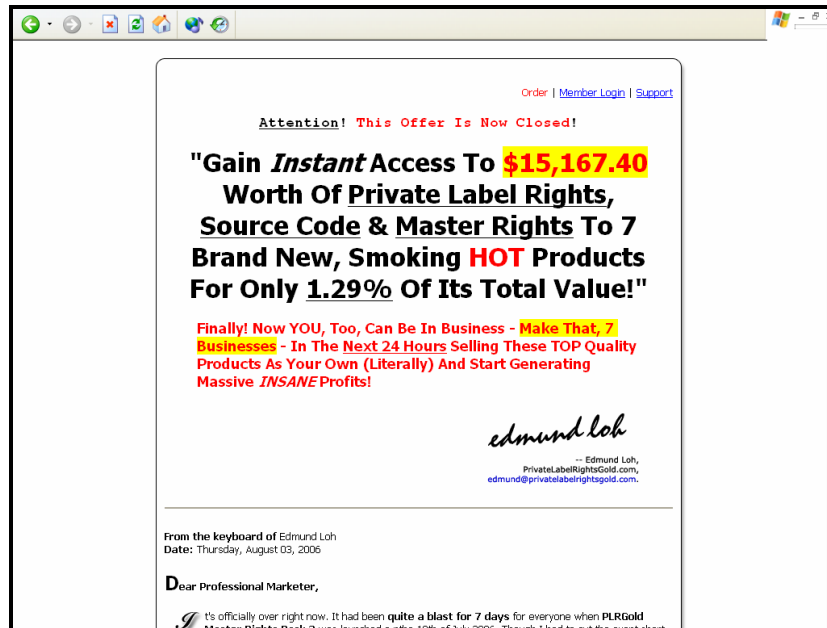 Order | Member Login | Support
Attention! This Offer Is Now Closed!
"Gain Instant Access To $15,167.40
Worth Of Private Label Rights,
Source Code & Master Rights To 7
Brand New, Smoking HOT Products
For Only 1.29% Of Its Total Value!"
Finally! Now YOU, Too, Can Be In Business - Make That, 7
Businesses - In The Next 24 Hours Selling These TOP Quality
Products As Your Own (Literally) And Start Generating
Massive INSANE Profits!
edmund loh
-- Edmund Loh,
PrivateLabelRightsGold.com,
edmund@privatelabelrightsgold.com.
From the keyboard of Edmund Loh
Date: Thursday, August 03, 2006
Dear Professional Marketer,
It's officially over right now. It had been quite a blast for 7 days for everyone when PLRGold